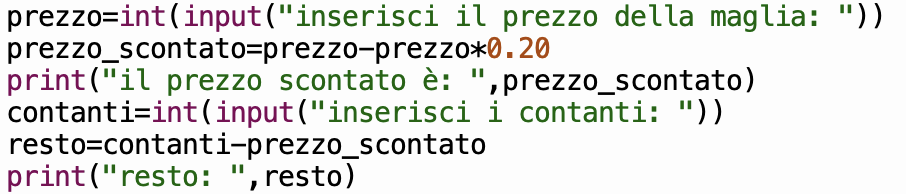 prezzo=int(input("inserisci il prezzo della maglia: "))
prezzo_scontato=prezzo-prezzo*0.20
print("il prezzo scontato è: ",prezzo_scontato)
contanti=int(input("inserisci i contanti: "))
resto=contanti-prezzo_scontato
print("resto: ",resto)